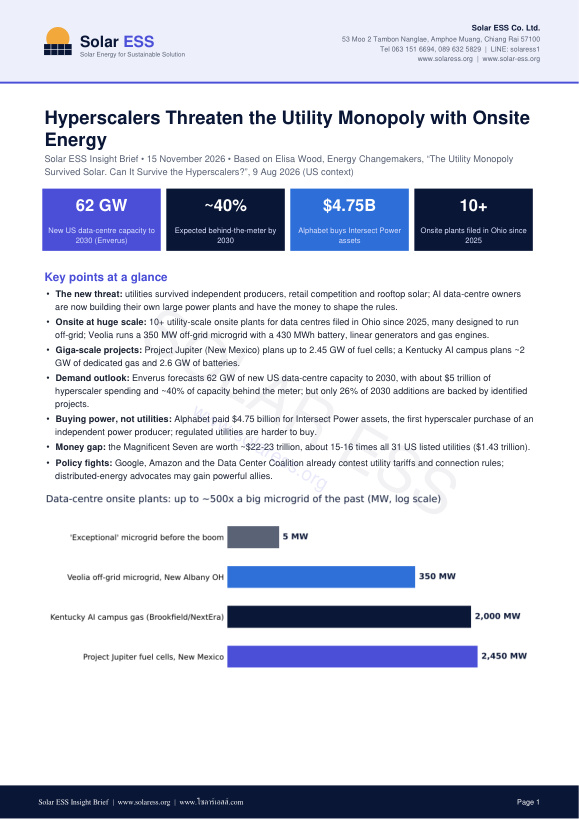 Solar ESS
Solar Energy for Sustainable Solution
Solar ESS Co. Ltd.
53 Moo 2 Tambon Nanglae, Amphoe Muang, Chiang Rai 57100
Tel 063 151 6694, 089 632 5829 | LINE: solaress1
www.solaress.org | www.solar-ess.org
Hyperscalers Threaten the Utility Monopoly with Onsite
Energy
Solar ESS Insight Brief • 15 November 2026 • Based on Elisa Wood, Energy Changemakers, “The Utility Monopoly
Survived Solar. Can It Survive the Hyperscalers?”, 9 Aug 2026 (US context)
62 GW
New US data-centre capacity to
2030 (Enverus)
~40%
Expected behind-the-meter by
2030
$4.75B
Alphabet buys Intersect Power
assets
10+
Onsite plants filed in Ohio since
2025
Key points at a glance
• The new threat: utilities survived independent producers, retail competition and rooftop solar; AI data-centre owners
are now building their own large power plants and have the money to shape the rules.
• Onsite at huge scale: 10+ utility-scale onsite plants for data centres filed in Ohio since 2025, many designed to run
off-grid; Veolia runs a 350 MW off-grid microgrid with a 430 MWh battery, linear generators and gas engines.
• Giga-scale projects: Project Jupiter (New Mexico) plans up to 2.45 GW of fuel cells; a Kentucky AI campus plans ~2
GW of dedicated gas and 2.6 GW of batteries.
• Demand outlook: Enverus forecasts 62 GW of new US data-centre capacity to 2030, with about $5 trillion of
hyperscaler spending and ~40% of capacity behind the meter; but only 26% of 2030 additions are backed by identified
projects.
• Buying power, not utilities: Alphabet paid $4.75 billion for Intersect Power assets, the first hyperscaler purchase of an
independent power producer; regulated utilities are harder to buy.
• Money gap: the Magnificent Seven are worth ~$22-23 trillion, about 15-16 times all 31 US listed utilities ($1.43 trillion).
• Policy fights: Google, Amazon and the Data Center Coalition already contest utility tariffs and connection rules;
distributed-energy advocates may gain powerful allies.
Data-centre onsite plants: up to ~500x a big microgrid of the past (MW, log scale)
'Exceptional' microgrid before the boom
5 MW
Veolia off-grid microgrid, New Albany OH
350 MW
Kentucky AI campus gas (Brookfield/NextEra)
2,000 MW
Project Jupiter fuel cells, New Mexico
2,450 MW
Solar ESS Insight Brief | www.solaress.org | www.โซลาร์เอสส์.com
Page 1